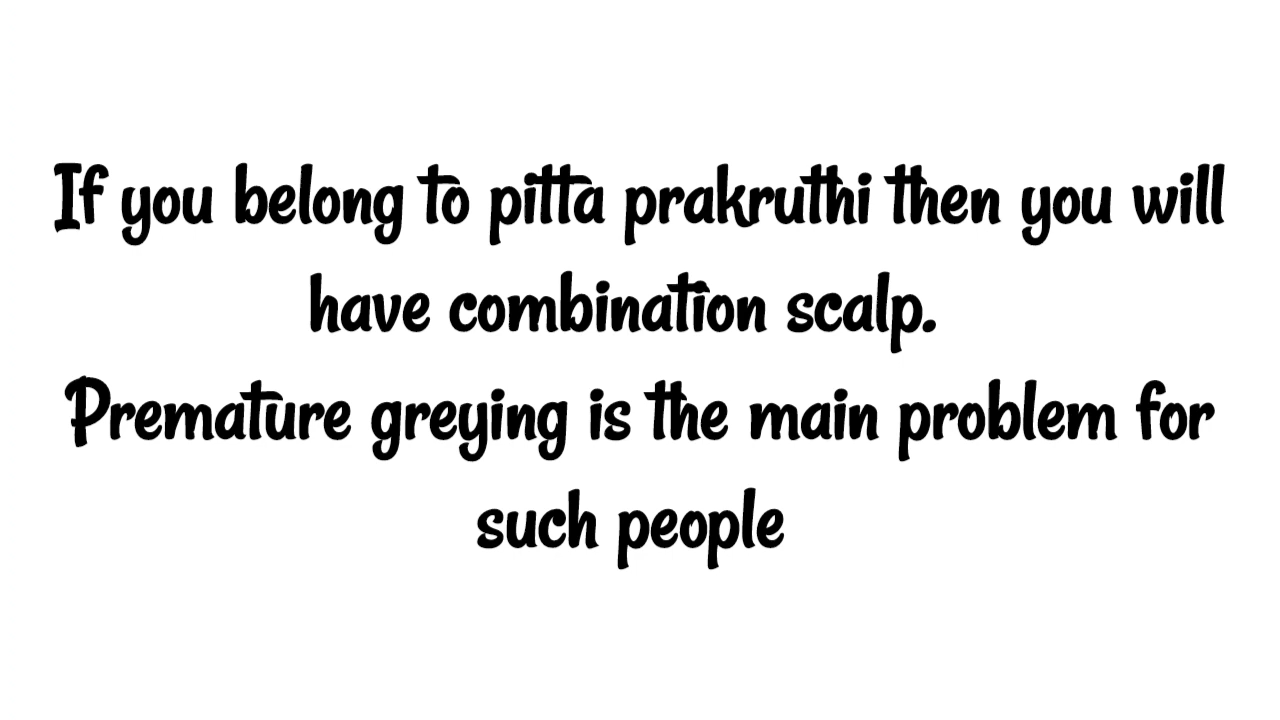 If you belong to pitta prakruthi then you will
have combination scalp.
Premature greying is the main problem for
such people